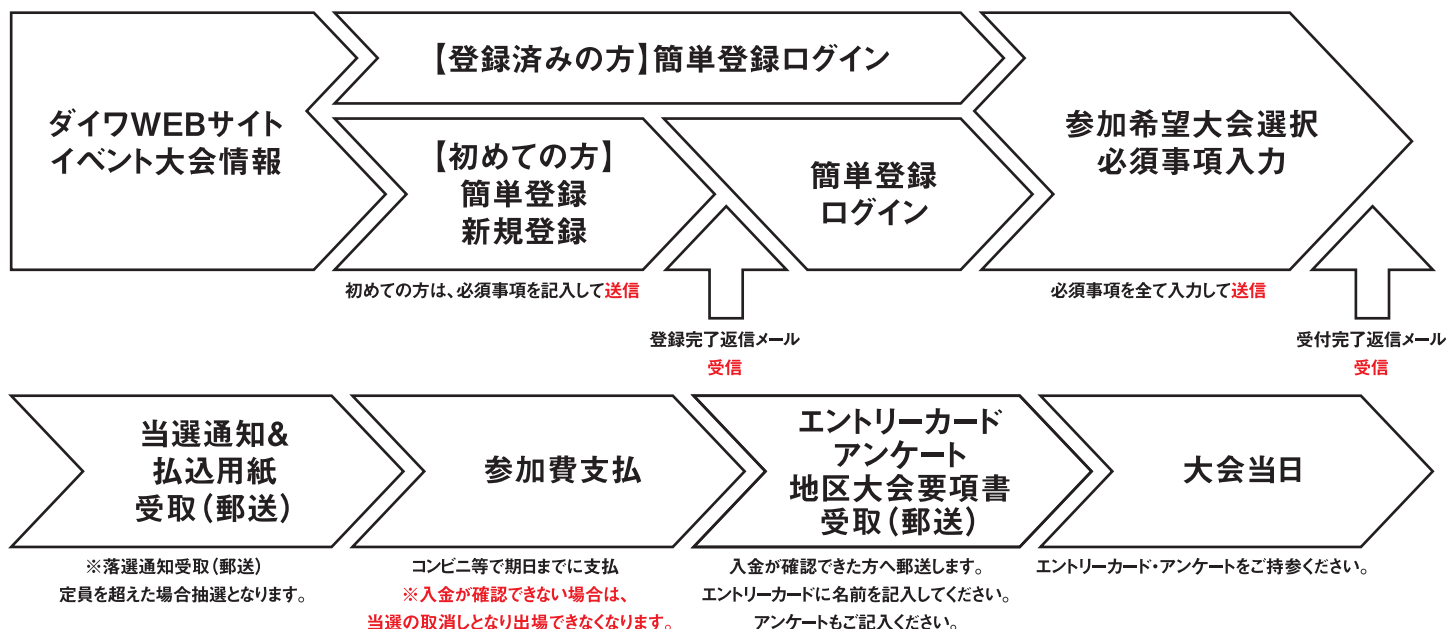 ダイワWEBサイト
イベント大会情報
【登録済みの方】簡単登録ログイン
【初めての方】
簡単登録
新規登録
初めての方は、必須事項を記入して送信
登録完了返信メール
受信
簡単登録
ログイン
参加希望大会選択
必須事項入力
必須事項を全て入力して送信
受付完了返信メール
受信
当選通知&
払込用紙
受取(郵送)
※落選通知受取(郵送)
定員を超えた場合抽選となります。
参加費支払
コンビニ等で期日までに支払
※入金が確認できない場合は、
当選の取消しとなり出場できなくなります。
エントリーカード
アンケート
地区大会要項書
受取(郵送)
入金が確認できた方へ郵送します。
エントリーカードに名前を記入してください。
アンケートもご記入ください。
大会当日
エントリーカード・アンケートをご持参ください。